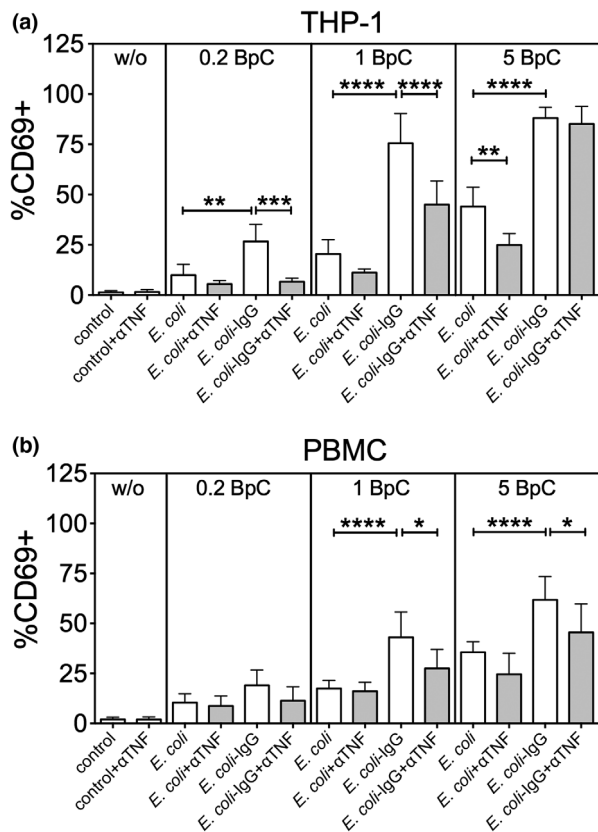 (a) THP-1
%CD69+
125
100
75
50
25
0
w/o 0.2 BpC 1 BpC 5 BpC
** *** **** **** ** ****
control
control+αTNF
E. coli
E. coli+αTNF
E. coli-IgG
E. coli-IgG+αTNF
E. coli
E. coli+αTNF
E. coli-IgG
E. coli-IgG+αTNF
E. coli
E. coli+αTNF
E. coli-IgG
E. coli-IgG+αTNF
(b) PBMC
%CD69+
125
100
75
50
25
0
w/o 0.2 BpC 1 BpC 5 BpC
**** * **** *
control
control+αTNF
E. coli
E. coli+αTNF
E. coli-IgG
E. coli-IgG+αTNF
E. coli
E. coli+αTNF
E. coli-IgG
E. coli-IgG+αTNF
E. coli
E. coli+αTNF
E. coli-IgG
E. coli-IgG+αTNF